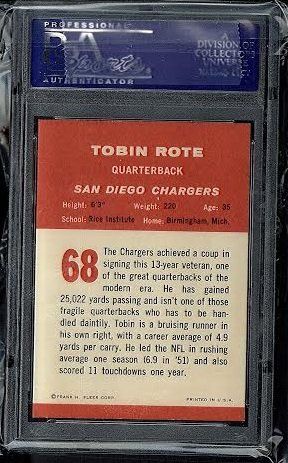 PROFESSIONAL
A DIVISION OF
COLLECTORS
UNIVERSE
AUTHENTICATOR
TOBIN ROTE
QUARTERBACK
SAN DIEGO CHARGERS
Height: 6'3" Weight: 220 Age: 35
School: Rice Institute Home: Birmingham, Mich.
68
The Chargers achieved a coup in
signing this 13-year veteran, one
of the great quarterbacks of the
modern era. He has gained
25,022 yards passing and isn't one of those
fragile quarterbacks who has to be han-
dled daintily. Tobin is a bruising runner in
his own right, with a career average of 4.9
yards per carry. He led the NFL in rushing
average one season (6.9 in '51) and also
scored 11 touchdowns one year.
©FRANK H. FLEER CORP. PRINTED IN U.S.A.